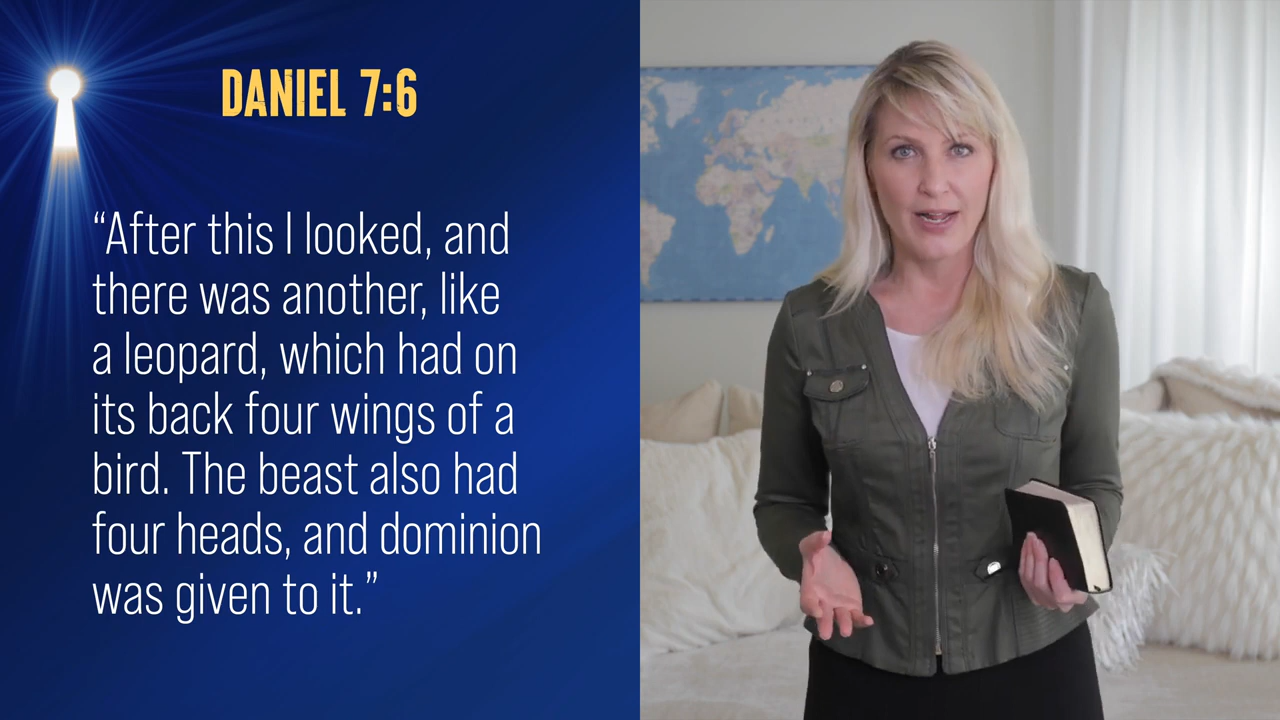 DANIEL 7:6
“After this I looked, and
there was another, like
a leopard, which had on
its back four wings of a
bird. The beast also had
four heads, and dominion
was given to it.”